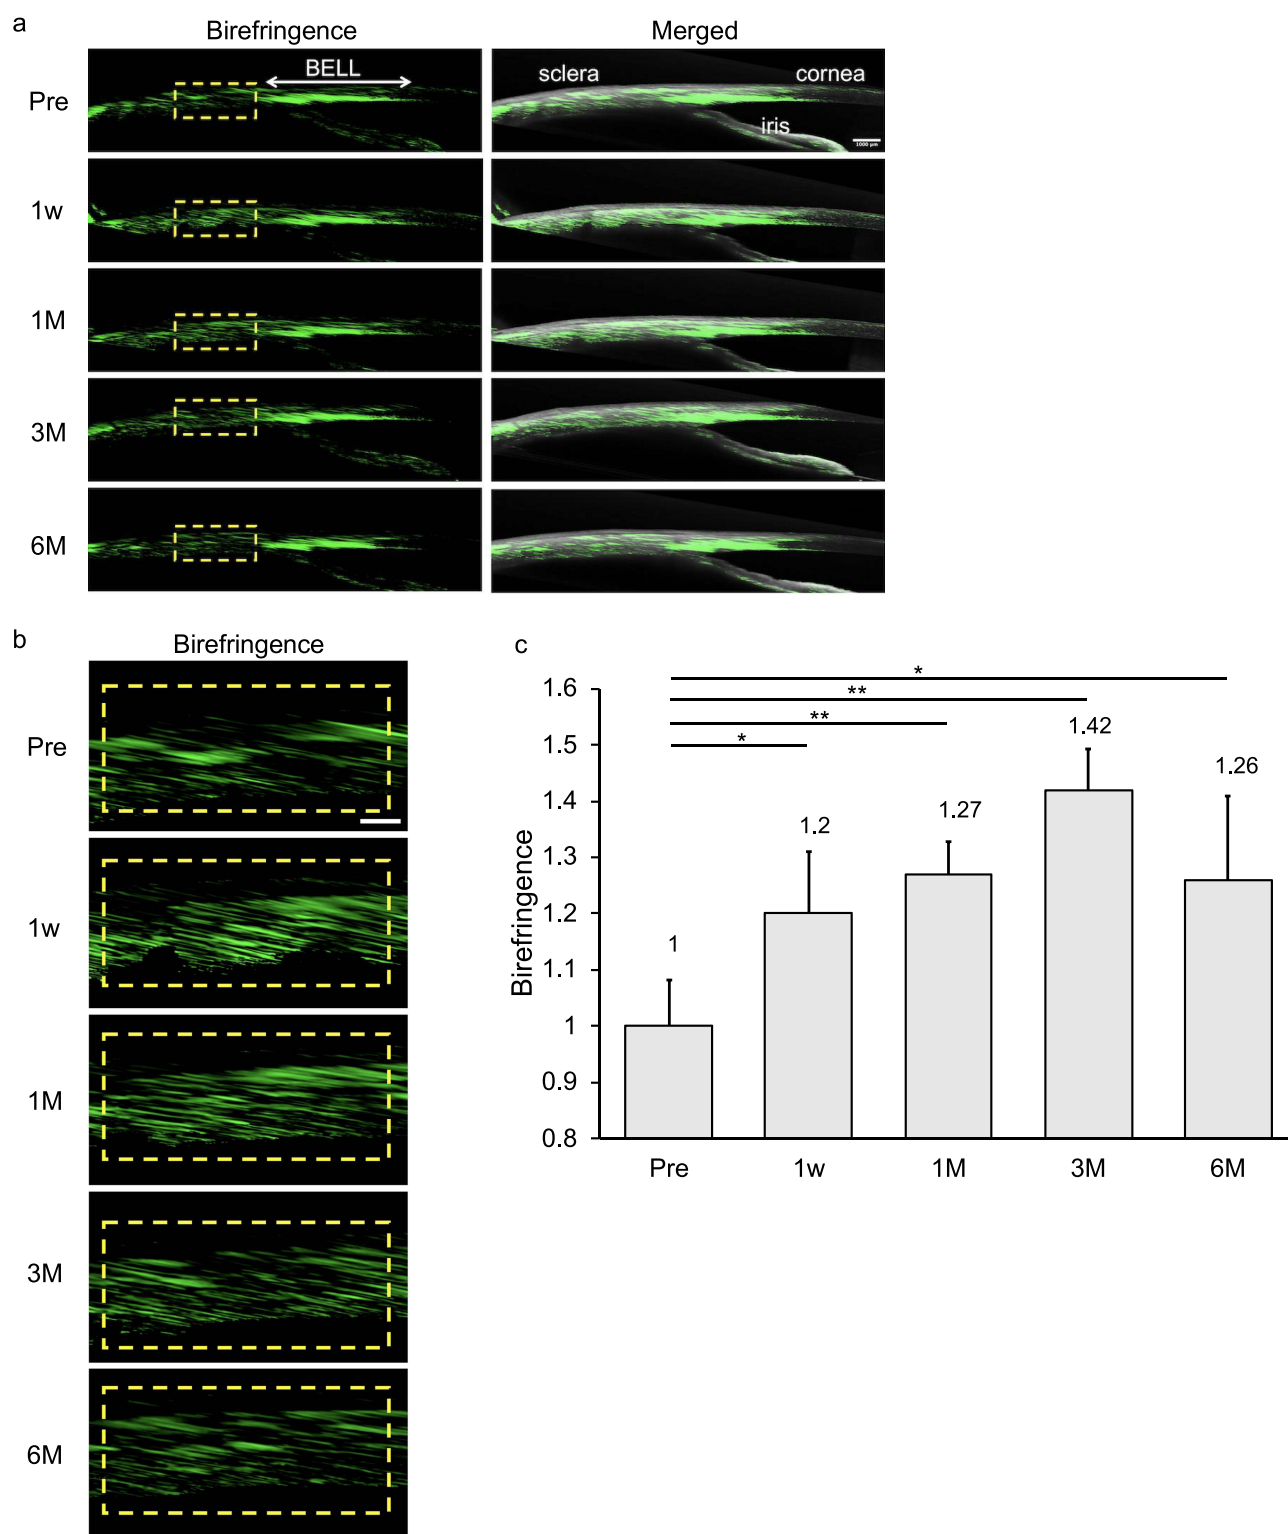 a
Birefringence
Merged
Pre
BELL
sclera
cornea
iris
1000 µm
1w
1M
3M
6M
b
Birefringence
Pre
1w
1M
3M
6M
c
Birefringence
1.6
1.5
1.4
1.3
1.2
1.1
1
0.9
0.8
*
**
**
*
1
1.2
1.27
1.42
1.26
Pre
1w
1M
3M
6M